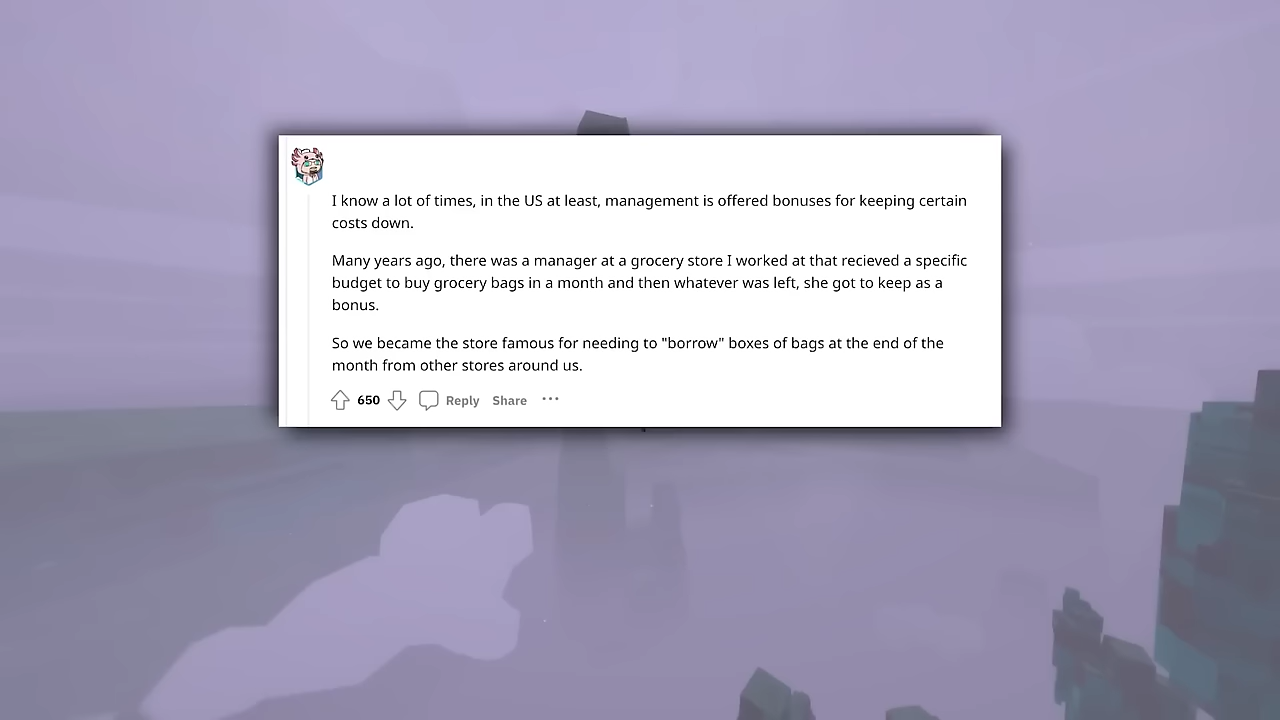 I know a lot of times, in the US at least, management is offered bonuses for keeping certain
costs down.
Many years ago, there was a manager at a grocery store I worked at that recieved a specific
budget to buy grocery bags in a month and then whatever was left, she got to keep as a
bonus.
So we became the store famous for needing to "borrow" boxes of bags at the end of the
month from other stores around us.
650 Reply Share ···